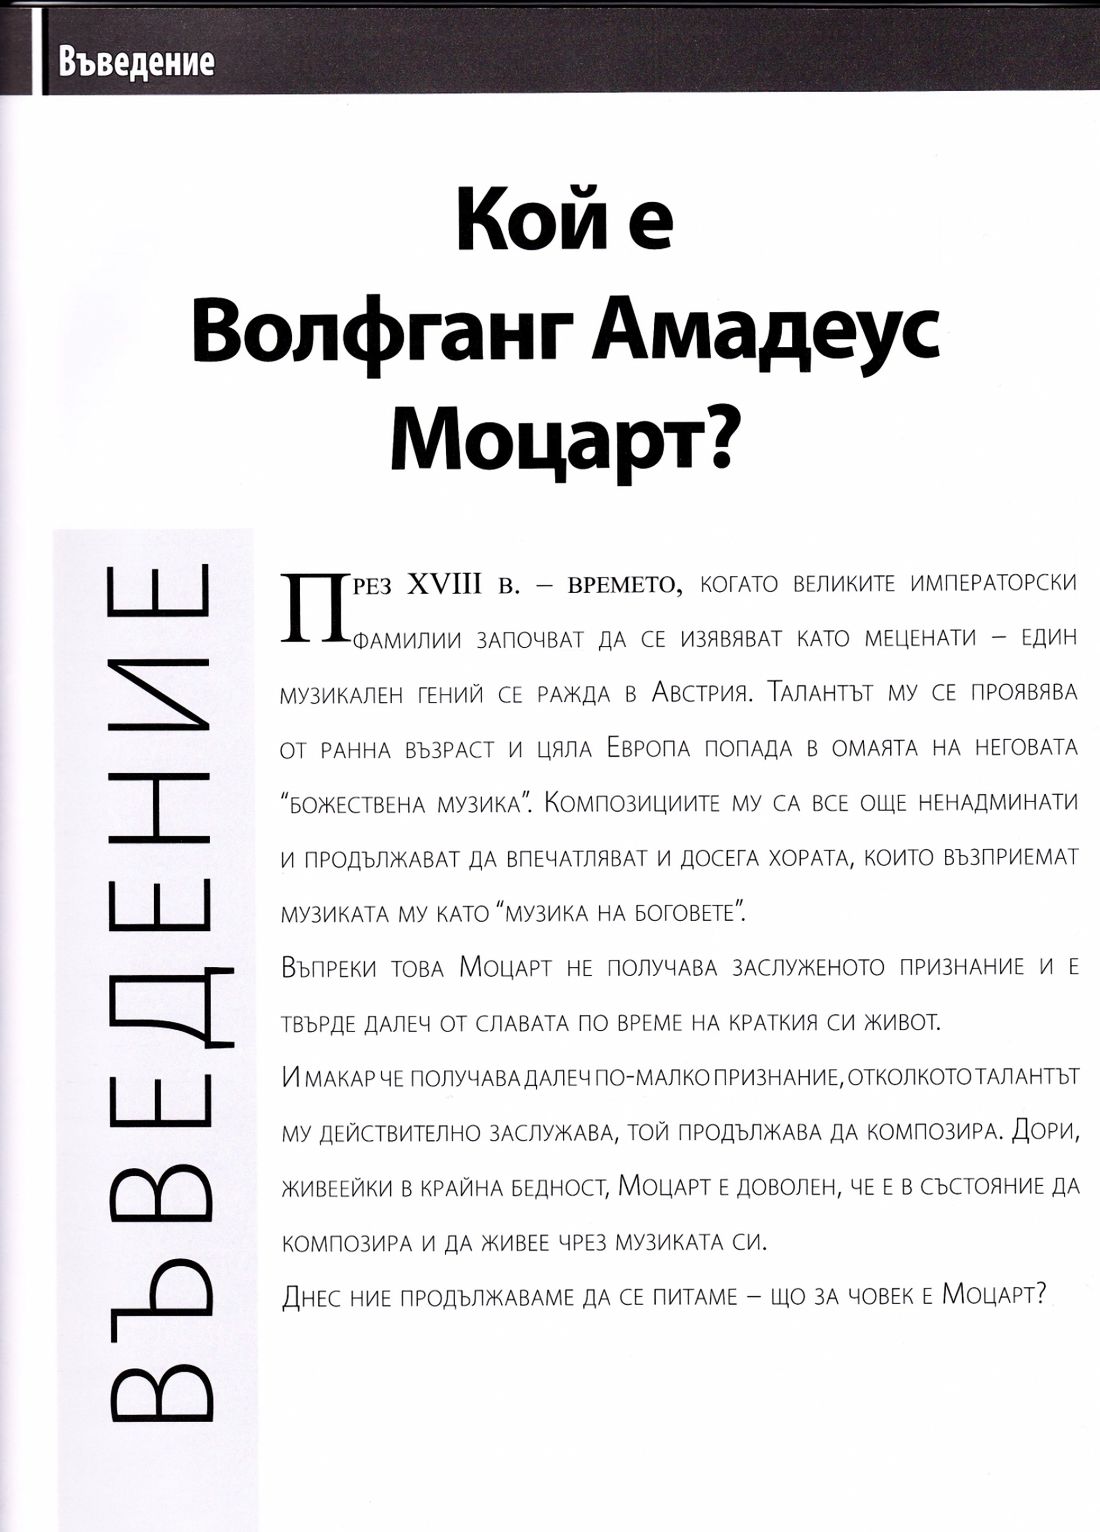 Въведение
Кой е
Волфганг Амадеус
Моцарт?
ВЪВЕДЕНИЕ
През XVIII в. – времето, когато великите императорски
фамилии започват да се изявяват като меценати – един
музикален гений се ражда в Австрия. Талантът му се проявява
от ранна възраст и цяла Европа попада в омаята на неговата
“божествена музика”. Композициите му са все още ненадминати
и продължават да впечатляват и досега хората, които възприемат
музиката му като “музика на боговете”.
Въпреки това Моцарт не получава заслуженото признание и е
твърде далеч от славата по време на краткия си живот.
И макар че получава далеч по-малко признание, отколкото талантът
му действително заслужава, той продължава да композира. Дори,
живеейки в крайна бедност, Моцарт е доволен, че е в състояние да
композира и да живее чрез музиката си.
Днес ние продължаваме да се питаме – що за човек е Моцарт?